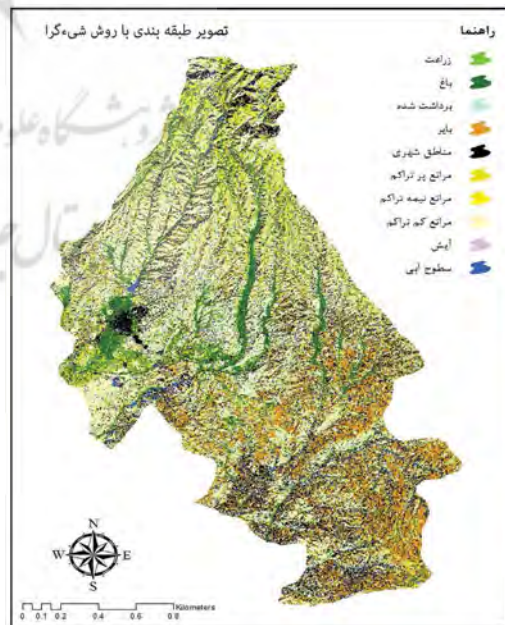 تصویر طبقه بندی با روش شیءگرا
راهنما
زراعت
باغ
برداشت شده
بایر
مناطق شهری
مراتع پر تراکم
مراتع نیمه تراکم
مراتع کم تراکم
آیش
سطوح آبی
N
W E
S
Kilometers
0 0.1 0.2 0.4 0.6 0.8